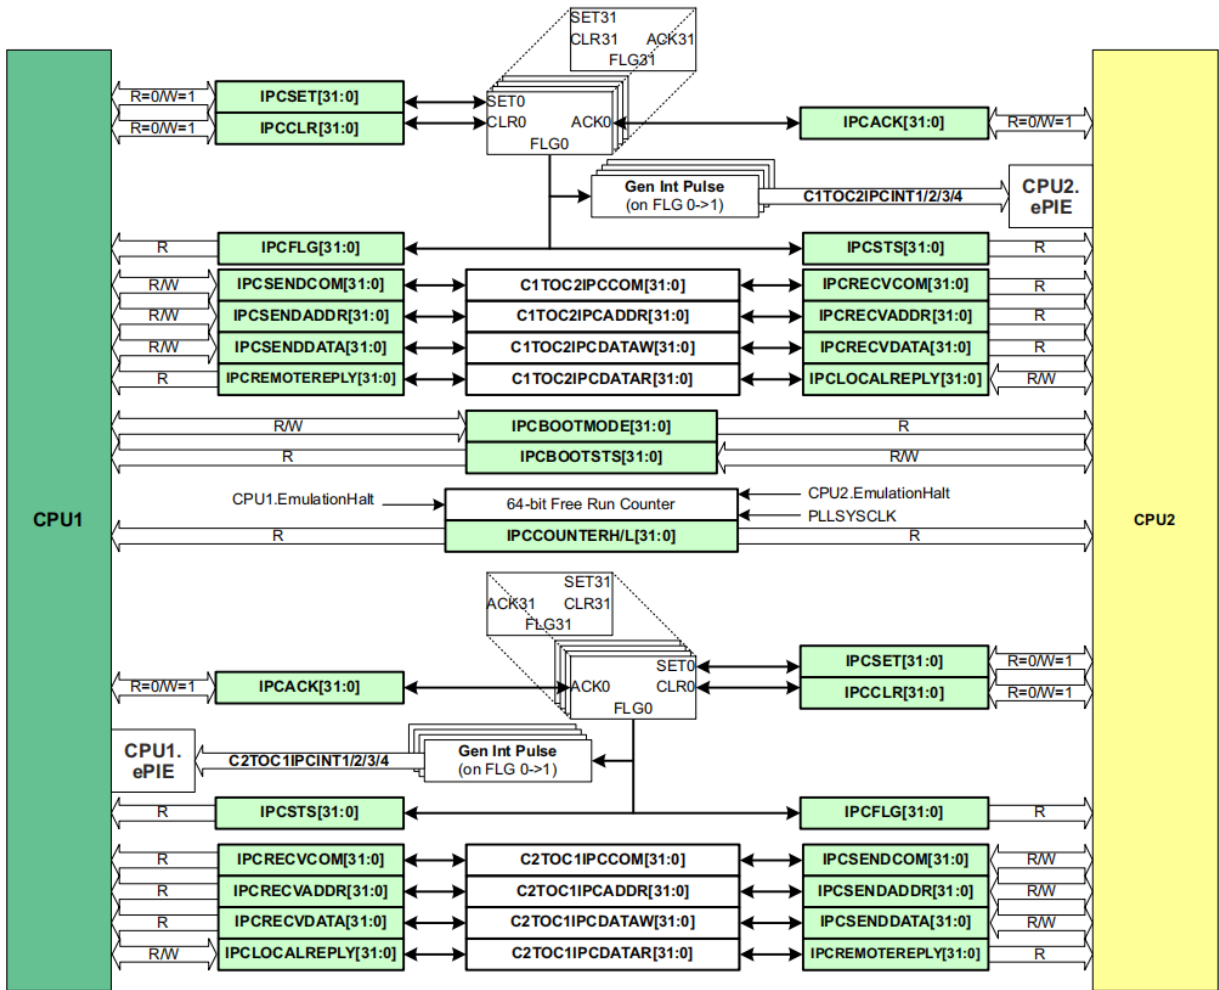 SET31
CLR31 ACK31
FLG31
R=0/W=1 IPCSET[31:0] SET0
R=0/W=1 IPCCLR[31:0] CLR0 ACK0 IPCACK[31:0] R=0/W=1
FLG0
Gen Int Pulse
(on FLG 0->1)
C1TOC2IPCINT1/2/3/4
CPU2.
ePIE
R IPCFLG[31:0] IPCSTS[31:0] R
R/W IPCSENDCOM[31:0] C1TOC2IPCCOM[31:0] IPCRECVCOM[31:0] R
R/W IPCSENDADDR[31:0] C1TOC2IPCADDR[31:0] IPCRECVADDR[31:0] R
R/W IPCSENDDATA[31:0] C1TOC2IPCDATAW[31:0] IPCRECVDATA[31:0] R
R IPCREMOTEREPLY[31:0] C1TOC2IPCDATAR[31:0] IPCLOCALREPLY[31:0] R/W
R/W IPCBOOTMODE[31:0] R
R IPCBOOTSTS[31:0] R/W
CPU1.EmulationHalt 64-bit Free Run Counter CPU2.EmulationHalt
PLLSYSCLK
CPU1
CPU2
R IPCCOUNTERH/L[31:0] R
SET31
ACK31 CLR31
FLG31
SET0 IPCSET[31:0] R=0/W=1
R=0/W=1 IPCACK[31:0] ACK0 CLR0 IPCCLR[31:0] R=0/W=1
FLG0
CPU1.
ePIE
C2TOC1IPCINT1/2/3/4
Gen Int Pulse
(on FLG 0->1)
R IPCSTS[31:0] IPCFLG[31:0] R
R IPCRECVCOM[31:0] C2TOC1IPCCOM[31:0] IPCSENDCOM[31:0] R/W
R IPCRECVADDR[31:0] C2TOC1IPCADDR[31:0] IPCSENDADDR[31:0] R/W
R IPCRECVDATA[31:0] C2TOC1IPCDATAW[31:0] IPCSENDDATA[31:0] R/W
R/W IPCLOCALREPLY[31:0] C2TOC1IPCDATAR[31:0] IPCREMOTEREPLY[31:0] R